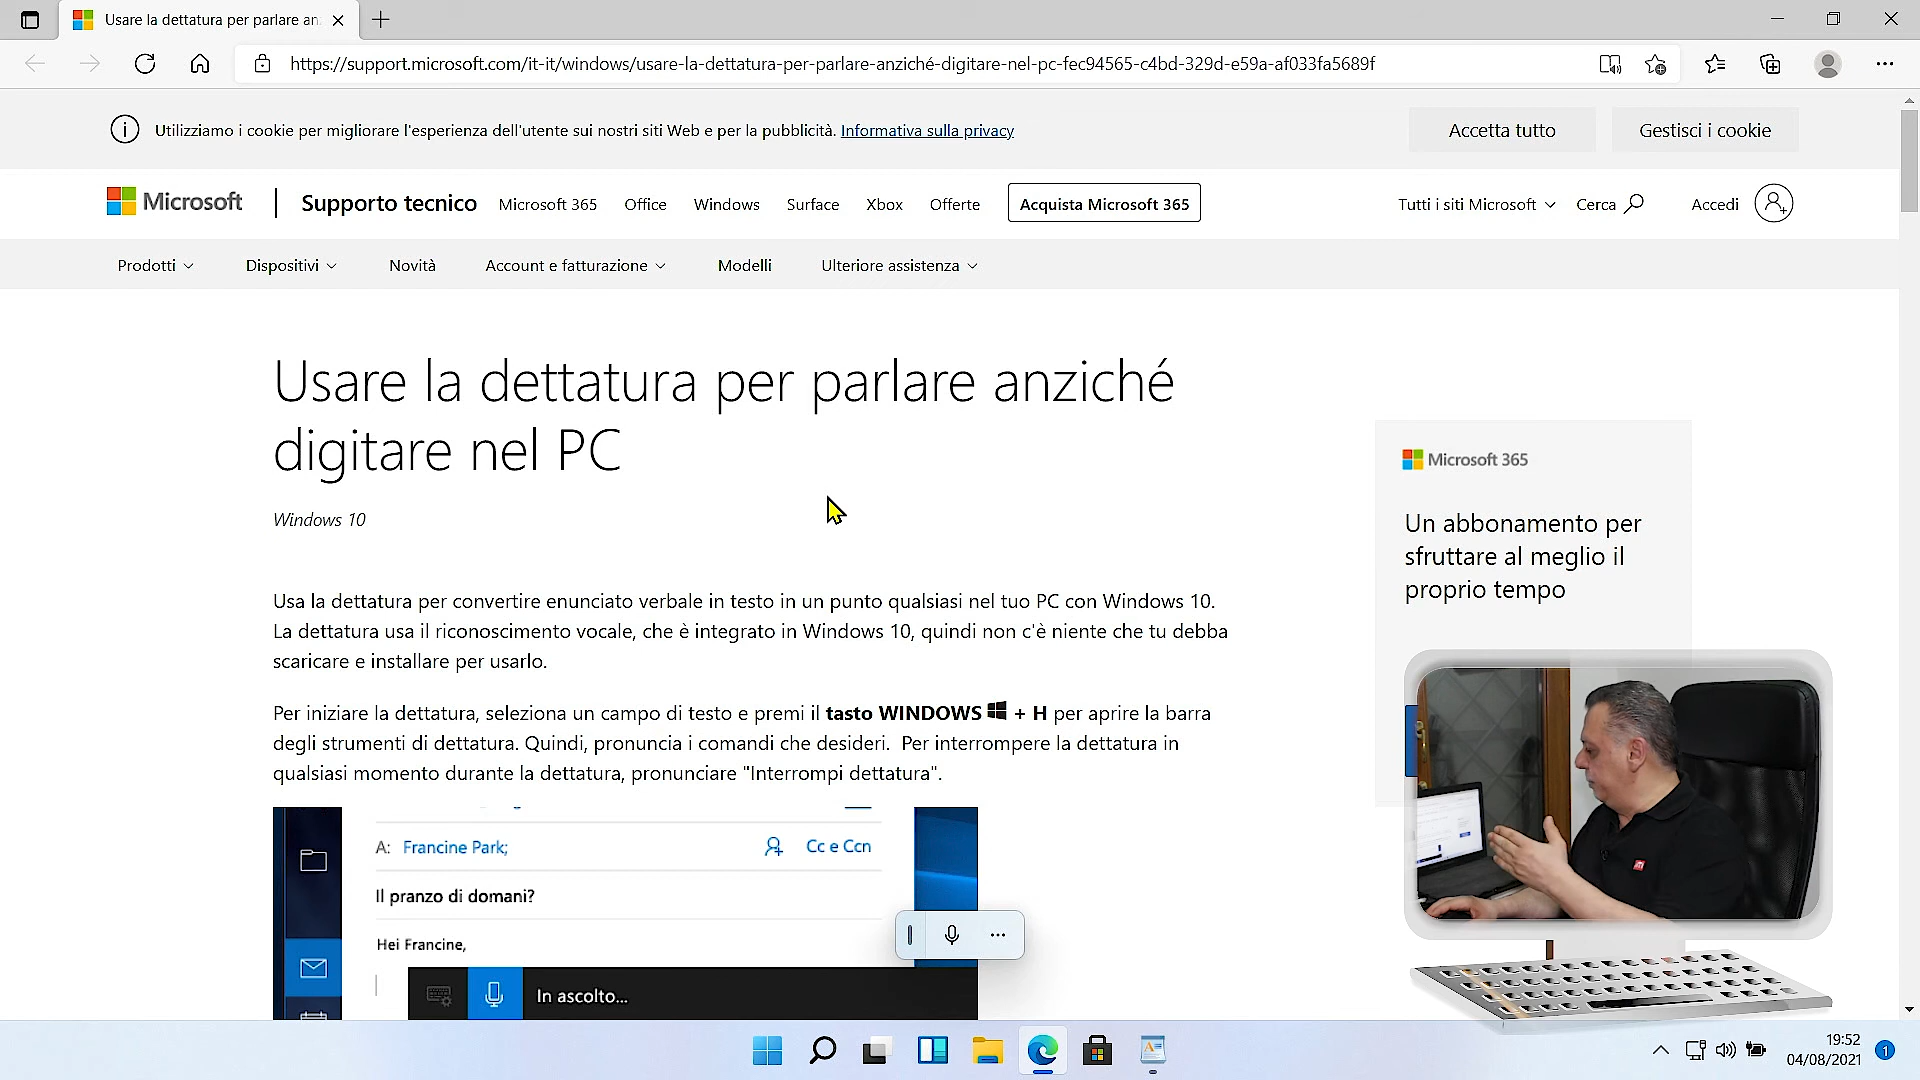 Usare la dettatura per parlare an
https://support.microsoft.com/it-it/windows/usare-la-dettatura-per-parlare-anziché-digitare-nel-pc-fec94565-c4bd-329d-e59a-af033fa5689f
Utilizziamo i cookie per migliorare l'esperienza dell'utente sui nostri siti Web e per la pubblicità. Informativa sulla privacy
Accetta tutto
Gestisci i cookie
Microsoft
Supporto tecnico
Microsoft 365
Office
Windows
Surface
Xbox
Offerte
Acquista Microsoft 365
Tutti i siti Microsoft
Cerca
Accedi
Prodotti
Dispositivi
Novità
Account e fatturazione
Modelli
Ulteriore assistenza
Usare la dettatura per parlare anziché
digitare nel PC
Windows 10
Usa la dettatura per convertire enunciato verbale in testo in un punto qualsiasi nel tuo PC con Windows 10.
La dettatura usa il riconoscimento vocale, che è integrato in Windows 10, quindi non c'è niente che tu debba
scaricare e installare per usarlo.
Per iniziare la dettatura, seleziona un campo di testo e premi il tasto WINDOWS + H per aprire la barra
degli strumenti di dettatura. Quindi, pronuncia i comandi che desideri.  Per interrompere la dettatura in
qualsiasi momento durante la dettatura, pronunciare "Interrompi dettatura".
A: Francine Park;
Cc e Ccn
Il pranzo di domani?
Hei Francine,
In ascolto...
Microsoft 365
Un abbonamento per
sfruttare al meglio il
proprio tempo
19:52
04/08/2021
1